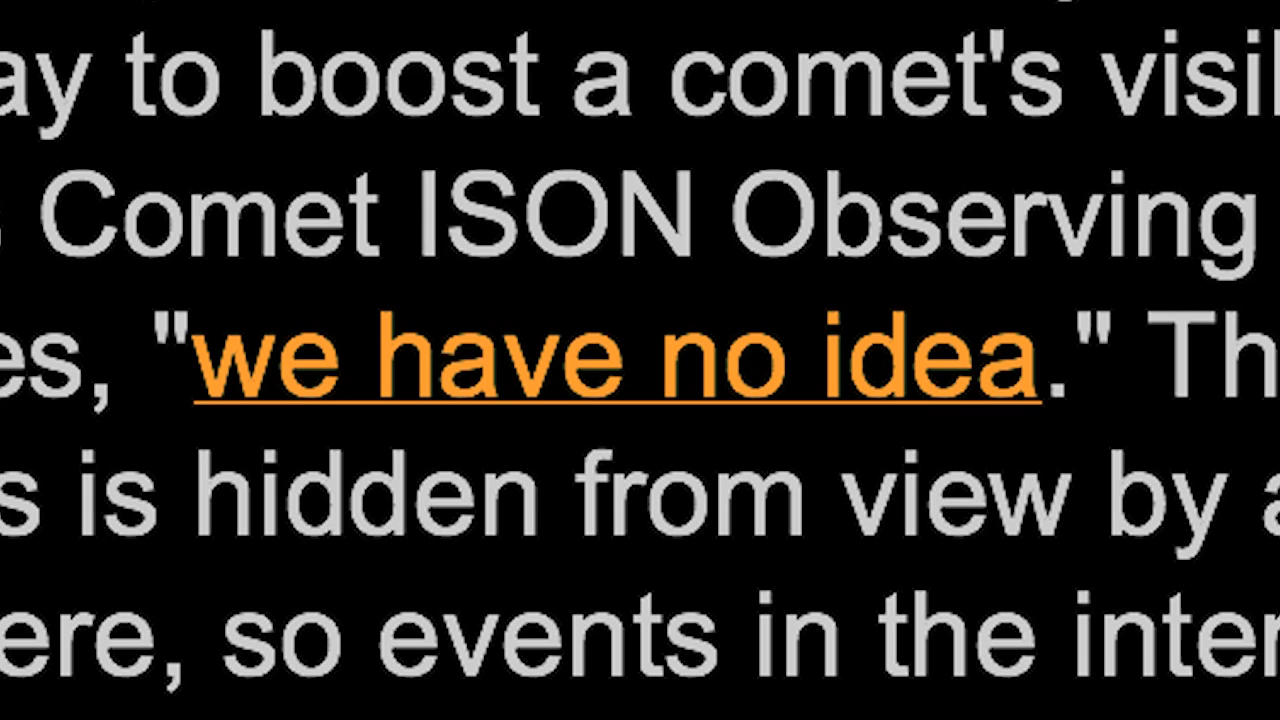 ay to boost a comet's visi
Comet ISON Observing
es, "we have no idea." Th
s is hidden from view by a
ere, so events in the inter